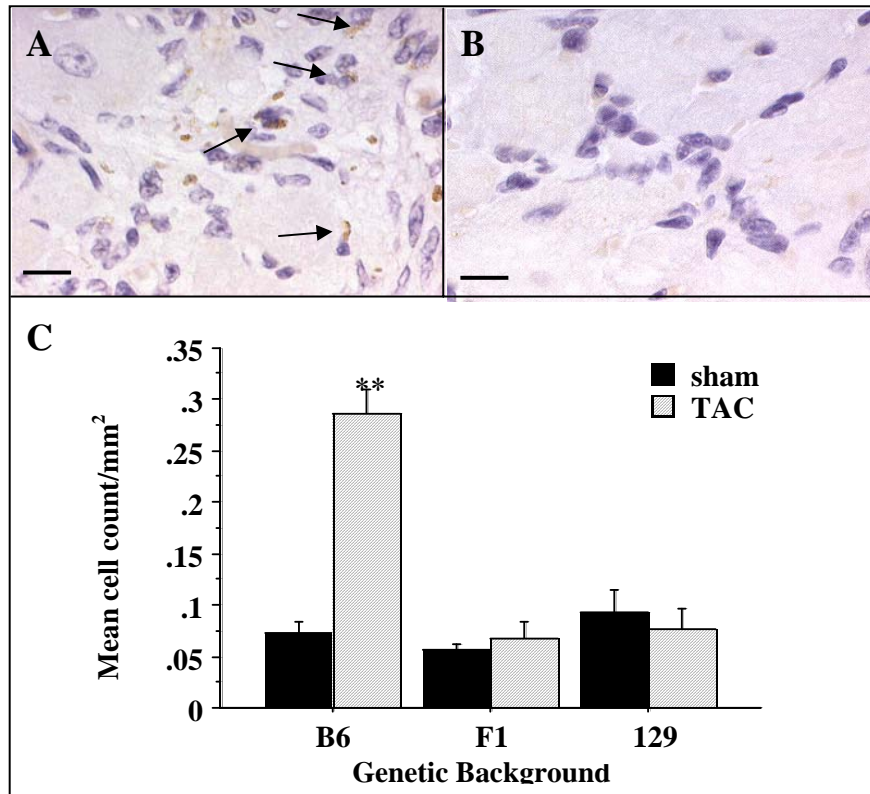 A
B
C
.35
.3
.25
.2
.15
.1
.05
0
Mean cell count/mm²
**
sham
TAC
B6 F1 129
Genetic Background